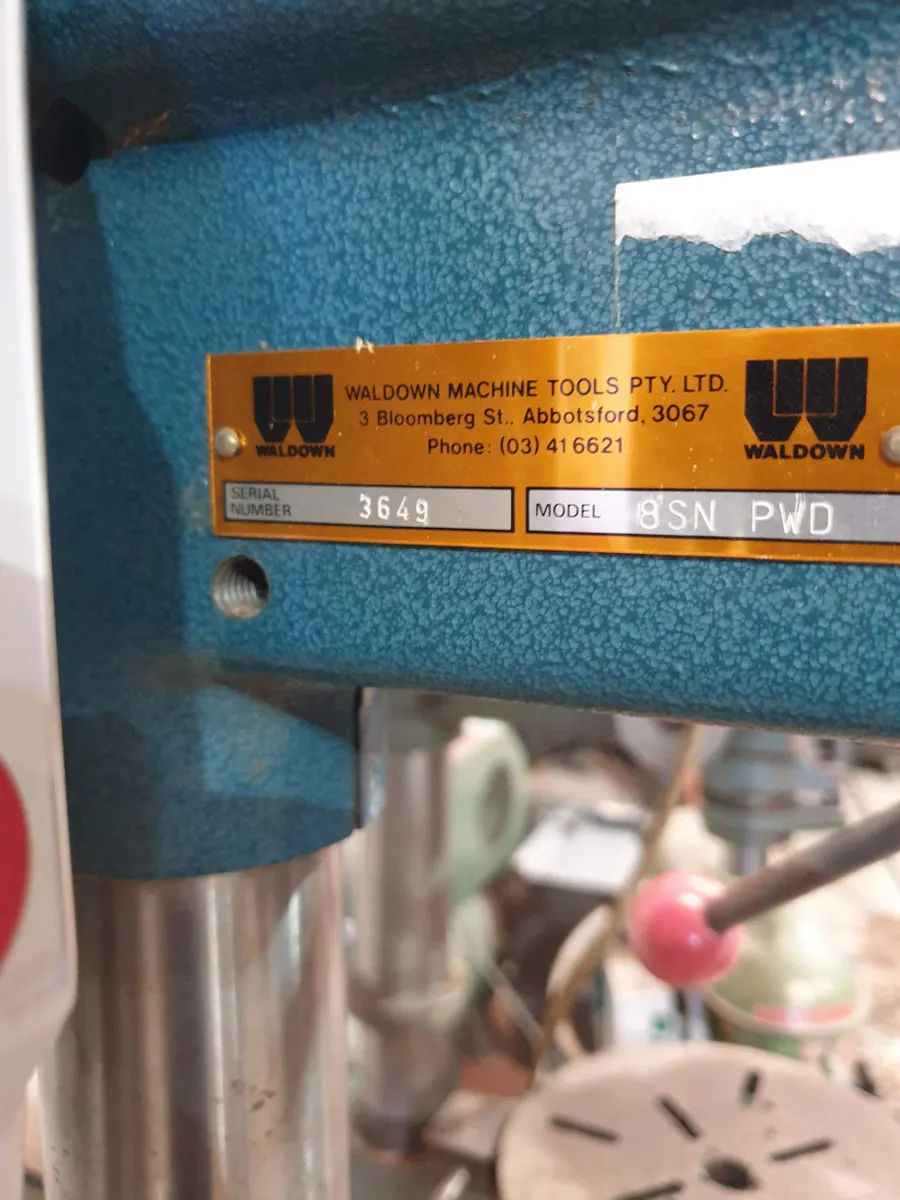 WALDOWN MACHINE TOOLS PTY. LTD.
3 Bloomberg St.. Abbotsford, 3067
Phone: (03) 41 6621
WALDOWN
WALDOWN
SERIAL NUMBER 3649
MODEL 8SN PWD